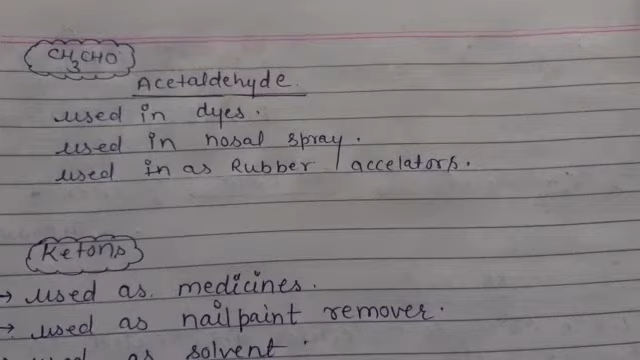 CH3CHO
Acetaldehyde.
used in dyes.
used in nosal spray.
used in as Rubber accelators.
Ketons
→ used as medicines.
→ used as nailpaint remover.
used as solvent.